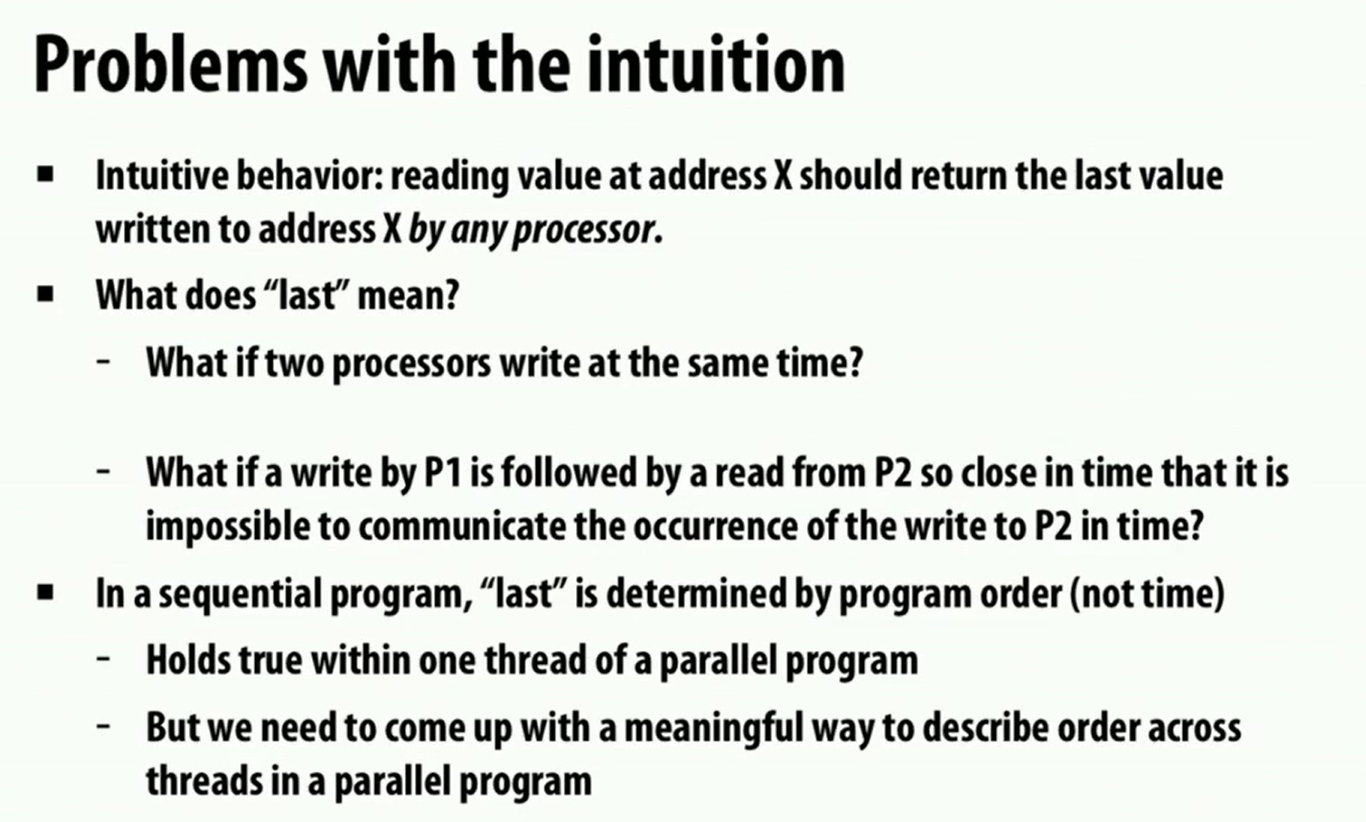 Problems with the intuition
▪ Intuitive behavior: reading value at address X should return the last value
written to address X by any processor.
▪ What does “last” mean?
- What if two processors write at the same time?
- What if a write by P1 is followed by a read from P2 so close in time that it is
impossible to communicate the occurrence of the write to P2 in time?
▪ In a sequential program, “last” is determined by program order (not time)
- Holds true within one thread of a parallel program
- But we need to come up with a meaningful way to describe order across
threads in a parallel program